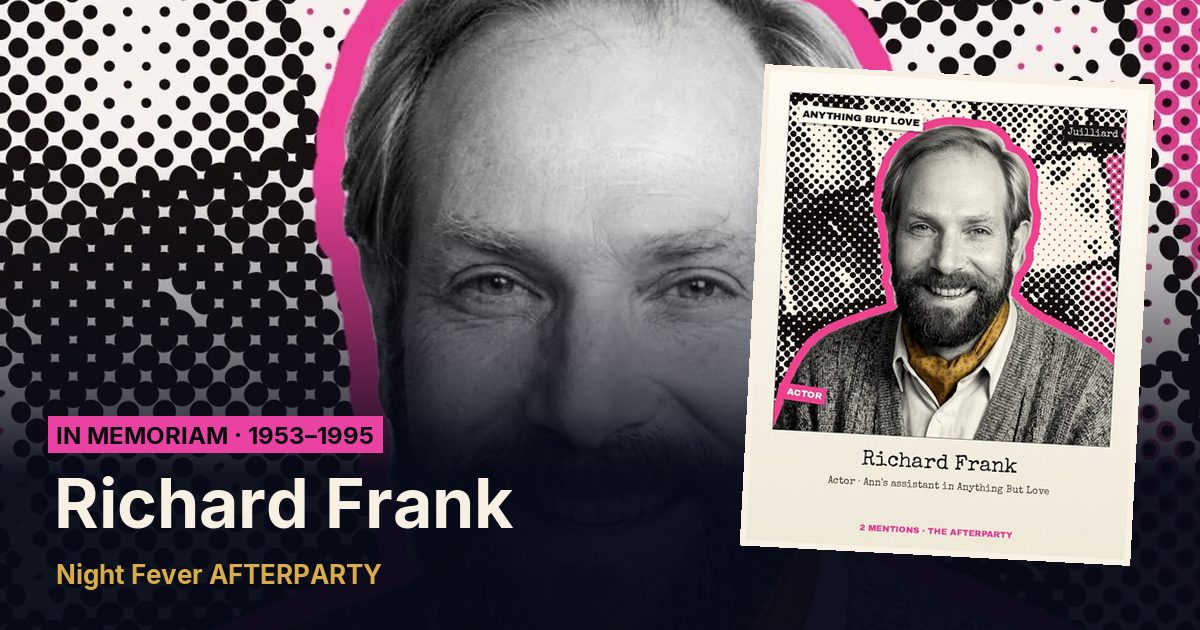 IN MEMORIAM · 1953–1995
Richard Frank
Night Fever AFTERPARTY
ANYTHING BUT LOVE
Juilliard
ACTOR
Richard Frank
Actor · Ann's assistant in Anything But Love
2 MENTIONS · THE AFTERPARTY